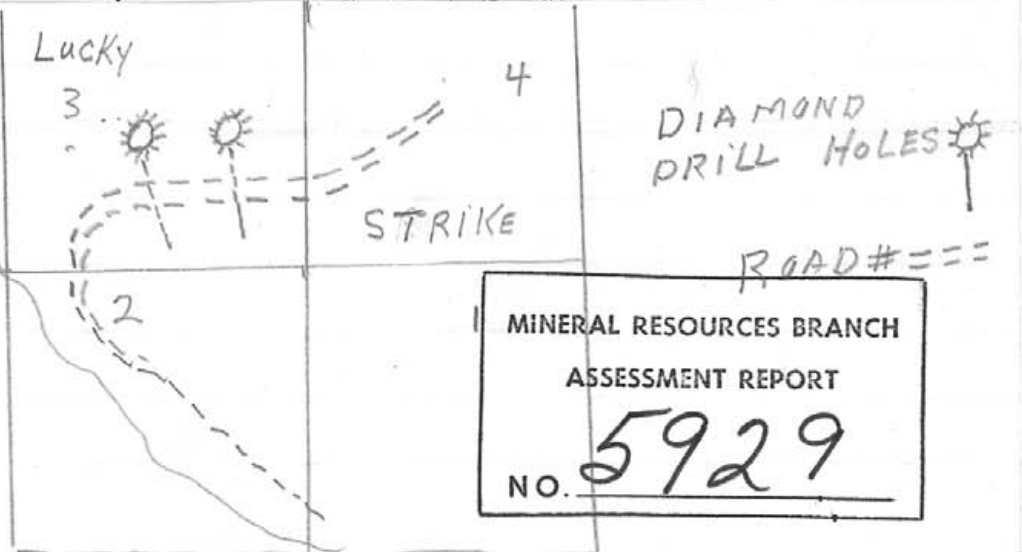 Lucky
3
4
STRIKE
2
1
DIAMOND
DRILL HOLES
ROAD # ===
MINERAL RESOURCES BRANCH
ASSESSMENT REPORT
NO. 5929